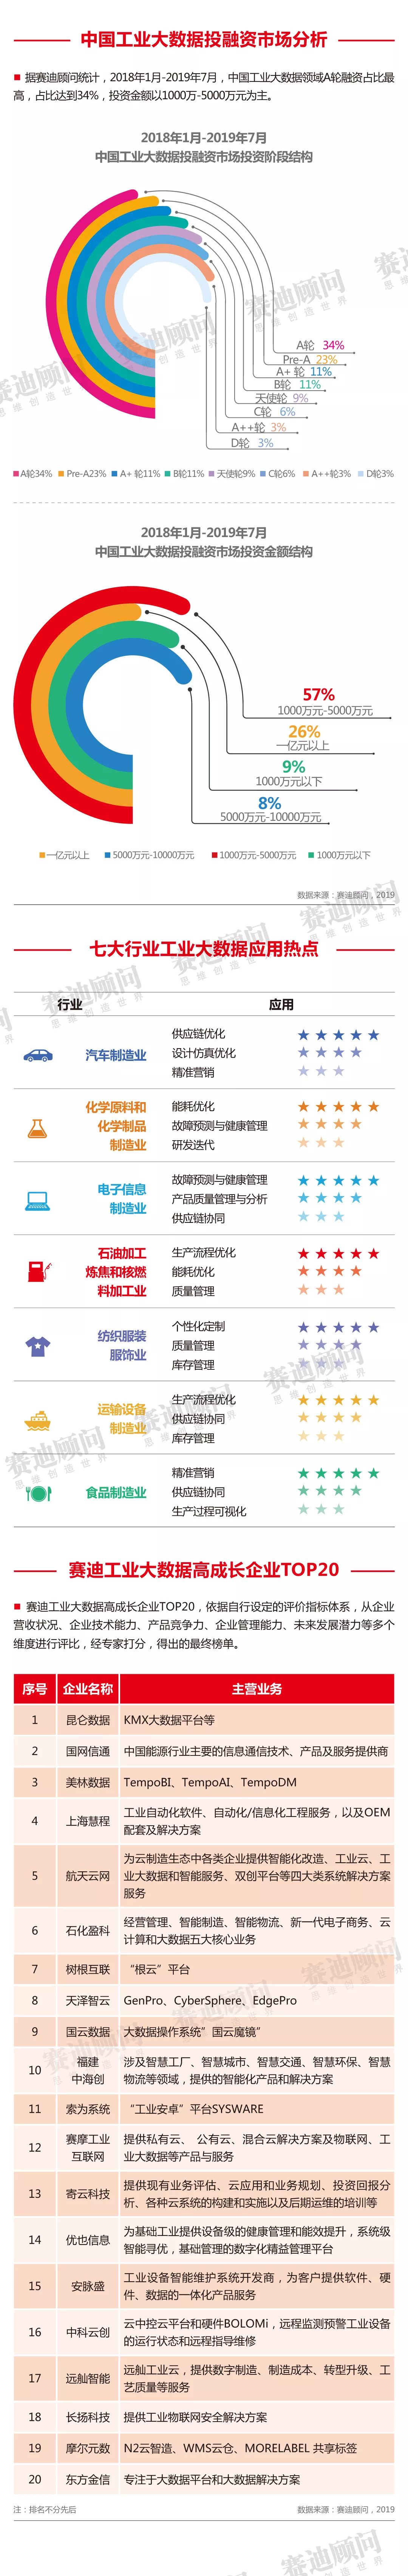 中国工业大数据投融资市场分析
据赛迪顾问统计，2018年1月-2019年7月，中国工业大数据领域A轮融资占比最
高，占比达到34%，投资金额以1000万-5000万元为主。
2018年1月-2019年7月
中国工业大数据投融资市场投资阶段结构
A轮 34%
Pre-A 23%
A+ 轮 11%
B轮 11%
天使轮 9%
C轮 6%
A++轮 3%
D轮 3%
A轮34% Pre-A23% A+ 轮11% B轮11% 天使轮9% C轮6% A++轮3% D轮3%
2018年1月-2019年7月
中国工业大数据投融资市场投资金额结构
57%
1000万元-5000万元
26%
一亿元以上
9%
1000万元以下
8%
5000万元-10000万元
一亿元以上 5000万元-10000万元 1000万元-5000万元 1000万元以下
数据来源：赛迪顾问，2019
七大行业工业大数据应用热点
行业 应用
汽车制造业
供应链优化 ★★★★★
设计仿真优化 ★★★★
精准营销 ★★★
化学原料和
化学制品
制造业
能耗优化 ★★★★★
故障预测与健康管理 ★★★★
研发迭代 ★★★
电子信息
制造业
故障预测与健康管理 ★★★★★
产品质量管理与分析 ★★★★
供应链协同 ★★★
石油加工
炼焦和核燃
料加工业
生产流程优化 ★★★★★
能耗优化 ★★★★
质量管理 ★★★
纺织服装
服饰业
个性化定制 ★★★★★
质量管理 ★★★★
库存管理 ★★★
运输设备
制造业
生产流程优化 ★★★★★
供应链协同 ★★★★
库存管理 ★★★
食品制造业
精准营销 ★★★★★
供应链协同 ★★★★
生产过程可视化 ★★★
赛迪工业大数据高成长企业TOP20
赛迪工业大数据高成长企业TOP20，依据自行设定的评价指标体系，从企业
营收状况、企业技术能力、产品竞争力、企业管理能力、未来发展潜力等多个
维度进行评比，经专家打分，得出的最终榜单。
序号 企业名称 主营业务
1 昆仑数据 KMX大数据平台等
2 国网信通 中国能源行业主要的信息通信技术、产品及服务提供商
3 美林数据 TempoBI、TempoAI、TempoDM
4 上海慧程 工业自动化软件、自动化/信息化工程服务，以及OEM
配套及解决方案
5 航天云网 为云制造生态中各类企业提供智能化改造、工业云、工
业大数据和智能服务、双创平台等四大类系统解决方案
服务
6 石化盈科 经营管理、智能制造、智能物流、新一代电子商务、云
计算和大数据五大核心业务
7 树根互联 “根云”平台
8 天泽智云 GenPro、CyberSphere、EdgePro
9 国云数据 大数据操作系统”国云魔镜”
10 福建
中海创
涉及智慧工厂、智慧城市、智慧交通、智慧环保、智慧
物流等领域，提供的智能化产品和解决方案
11 索为系统 “工业安卓”平台SYSWARE
12 赛摩工业
互联网
提供私有云、 公有云、混合云解决方案及物联网、工
业大数据等产品与服务
13 寄云科技 提供现有业务评估、云应用和业务规划、投资回报分
析、各种云系统的构建和实施以及后期运维的培训等
14 优也信息 为基础工业提供设备级的健康管理和能效提升，系统级
智能寻优，基础管理的数字化精益管理平台
15 安脉盛 工业设备智能维护系统开发商，为客户提供软件、硬
件、数据的一体化产品服务
16 中科云创 云中控云平台和硬件BOLOMi，远程监测预警工业设备
的运行状态和远程指导维修
17 远舢智能 远舢工业云，提供数字制造、制造成本、转型升级、工
艺质量等服务
18 长扬科技 提供工业物联网安全解决方案
19 摩尔元数 N2云智造、WMS云仓、MORELABEL 共享标签
20 东方金信 专注于大数据平台和大数据解决方案
注：排名不分先后
数据来源：赛迪顾问，2019
赛迪顾问
思维创造世界